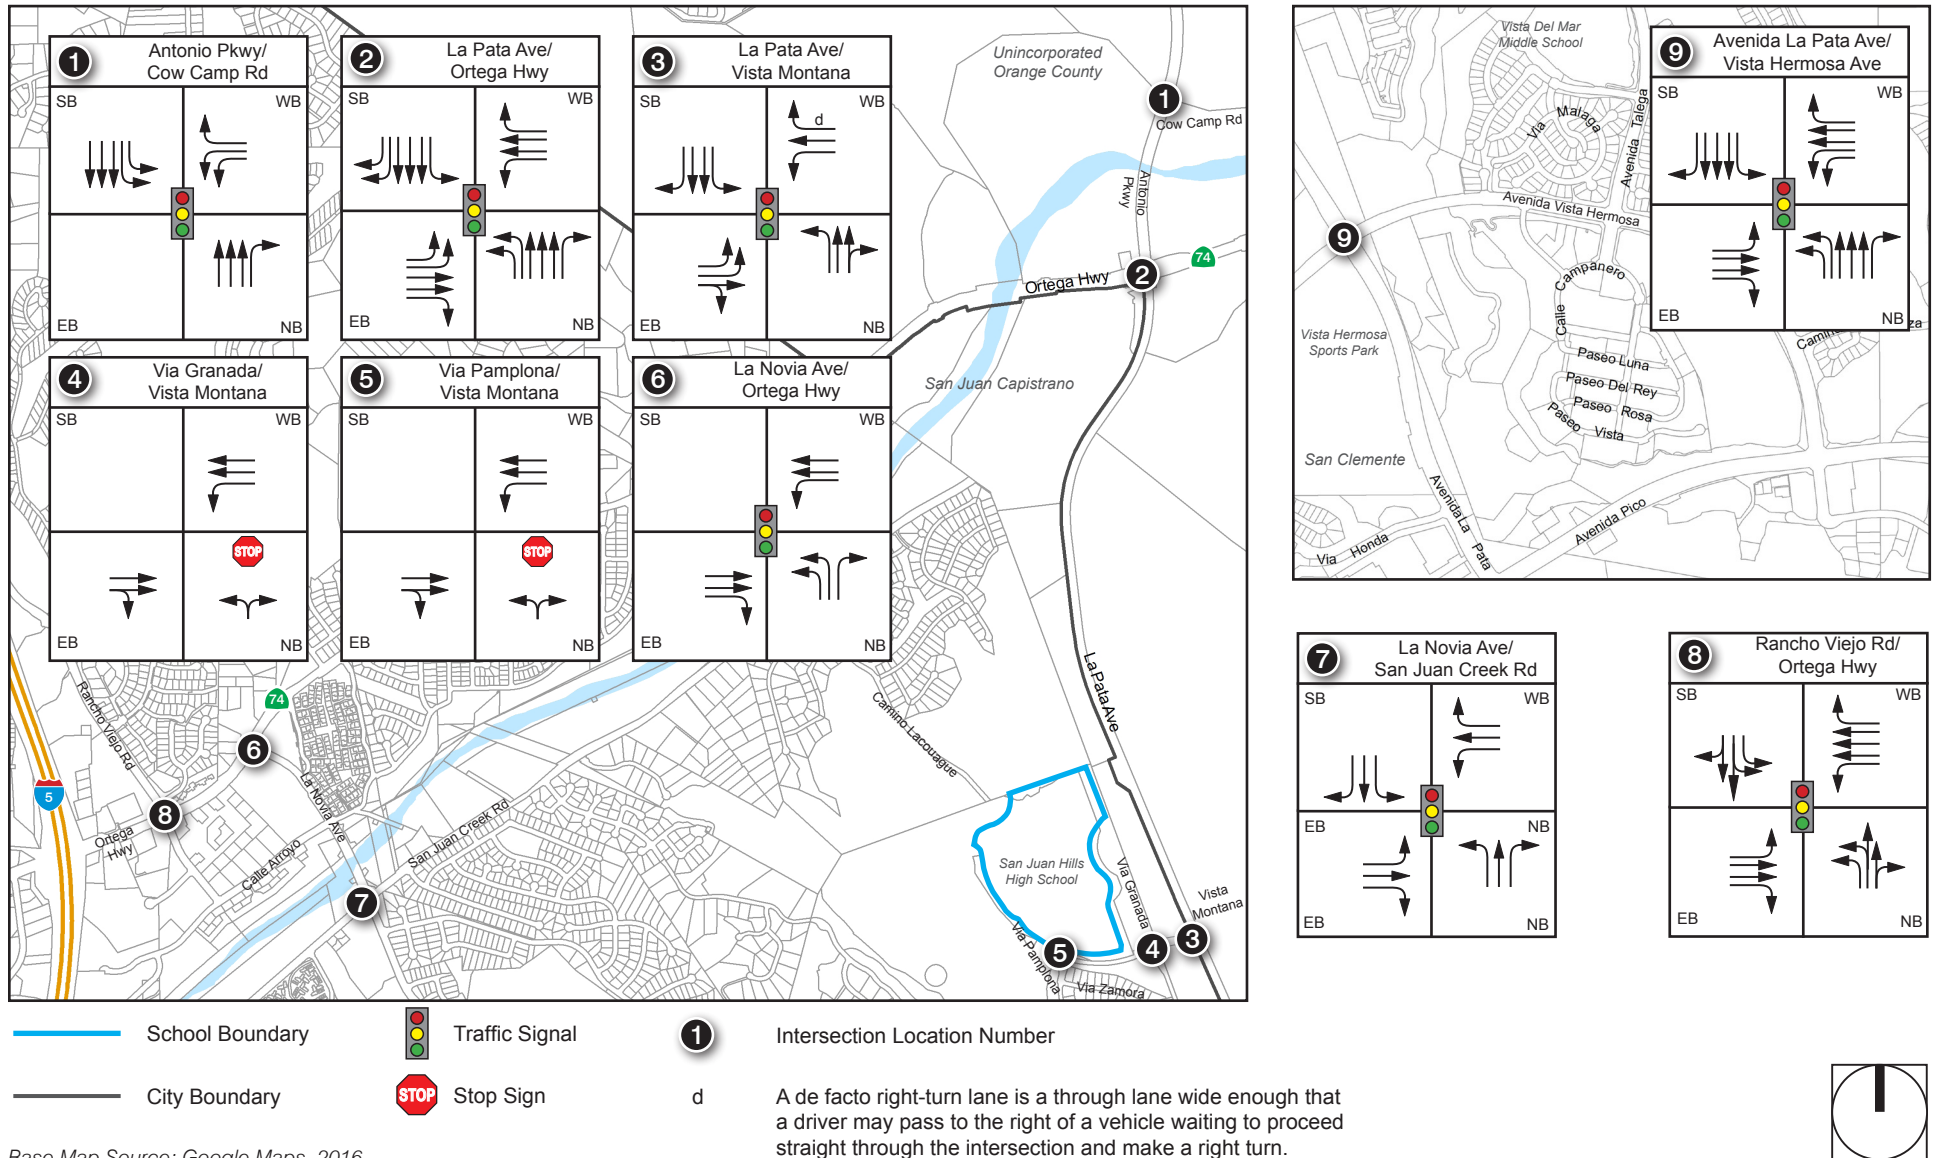 1
Antonio Pkwy/
Cow Camp Rd
SB
WB
EB
NB
2
La Pata Ave/
Ortega Hwy
SB
WB
EB
NB
3
La Pata Ave/
Vista Montana
SB
WB
d
EB
NB
4
Via Granada/
Vista Montana
SB
WB
STOP
EB
NB
5
Via Pamplona/
Vista Montana
SB
WB
STOP
EB
NB
6
La Novia Ave/
Ortega Hwy
SB
WB
EB
NB
Unincorporated
Orange County
1
Cow Camp Rd
Antonio
Pkwy
74
2
Ortega Hwy
San Juan Capistrano
La Pata Ave
Camino Lacouague
San Juan Hills
High School
Via Granada
Vista
Montana
3
4
5
Via Pamplona
Via Zamora
Rancho Viejo Rd
74
6
La Novia Ave
5
8
Ortega
Hwy
Calle Arroyo
San Juan Creek Rd
7
Vista Del Mar
Middle School
Via Malaga
Avenida Talega
Avenida Vista Hermosa
9
Calle Campanero
Vista Hermosa
Sports Park
Paseo Luna
Paseo Del Rey
Paseo Rosa
Paseo Vista
San Clemente
Avenida La Pata
Avenida Pico
Via Honda
Camin
za
9
Avenida La Pata Ave/
Vista Hermosa Ave
SB
WB
EB
NB
7
La Novia Ave/
San Juan Creek Rd
SB
WB
EB
NB
EB
NB
8
Rancho Viejo Rd/
Ortega Hwy
SB
WB
EB
NB
School Boundary
Traffic Signal
1
Intersection Location Number
City Boundary
STOP
Stop Sign
d
A de facto right-turn lane is a through lane wide enough that
a driver may pass to the right of a vehicle waiting to proceed
straight through the intersection and make a right turn.
Base Map Source: Google Maps, 2016